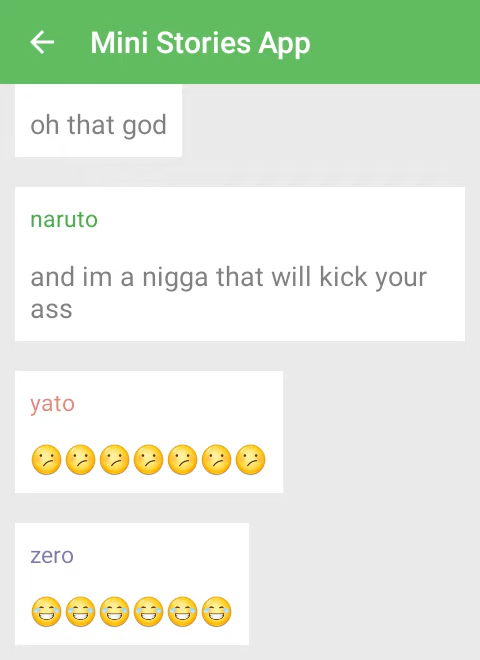 Mini Stories App
oh that god
naruto
and im a nigga that will kick your
ass
yato
🫤🫤🫤🫤🫤🫤🫤
zero
😂😂😂😂😂😂